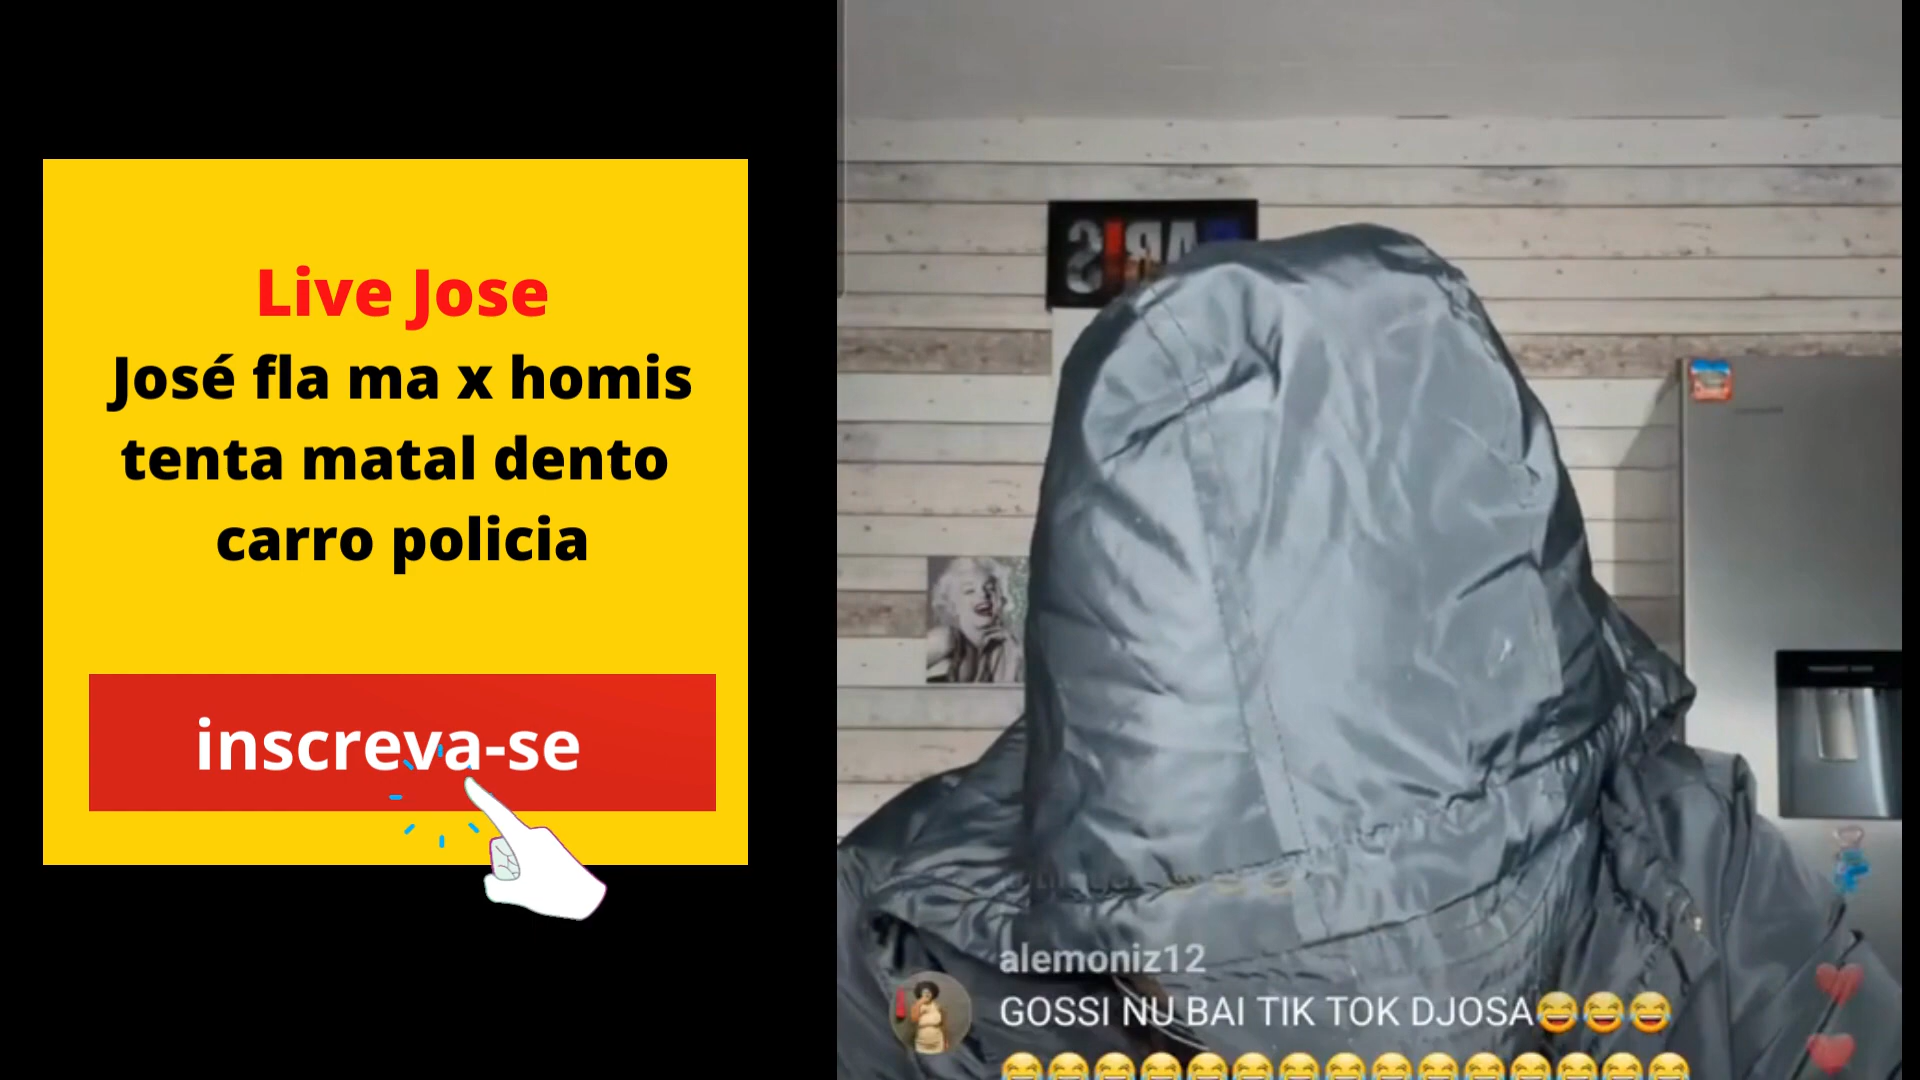 Live Jose
José fla ma x homis
tenta matal dento
carro policia
inscreva-se
PARIS
alemoniz12
GOSSI NU BAI TIK TOK DJOSA😂😂😂
😂😂😂😂😂😂😂😂😂😂😂😂😂😂😂